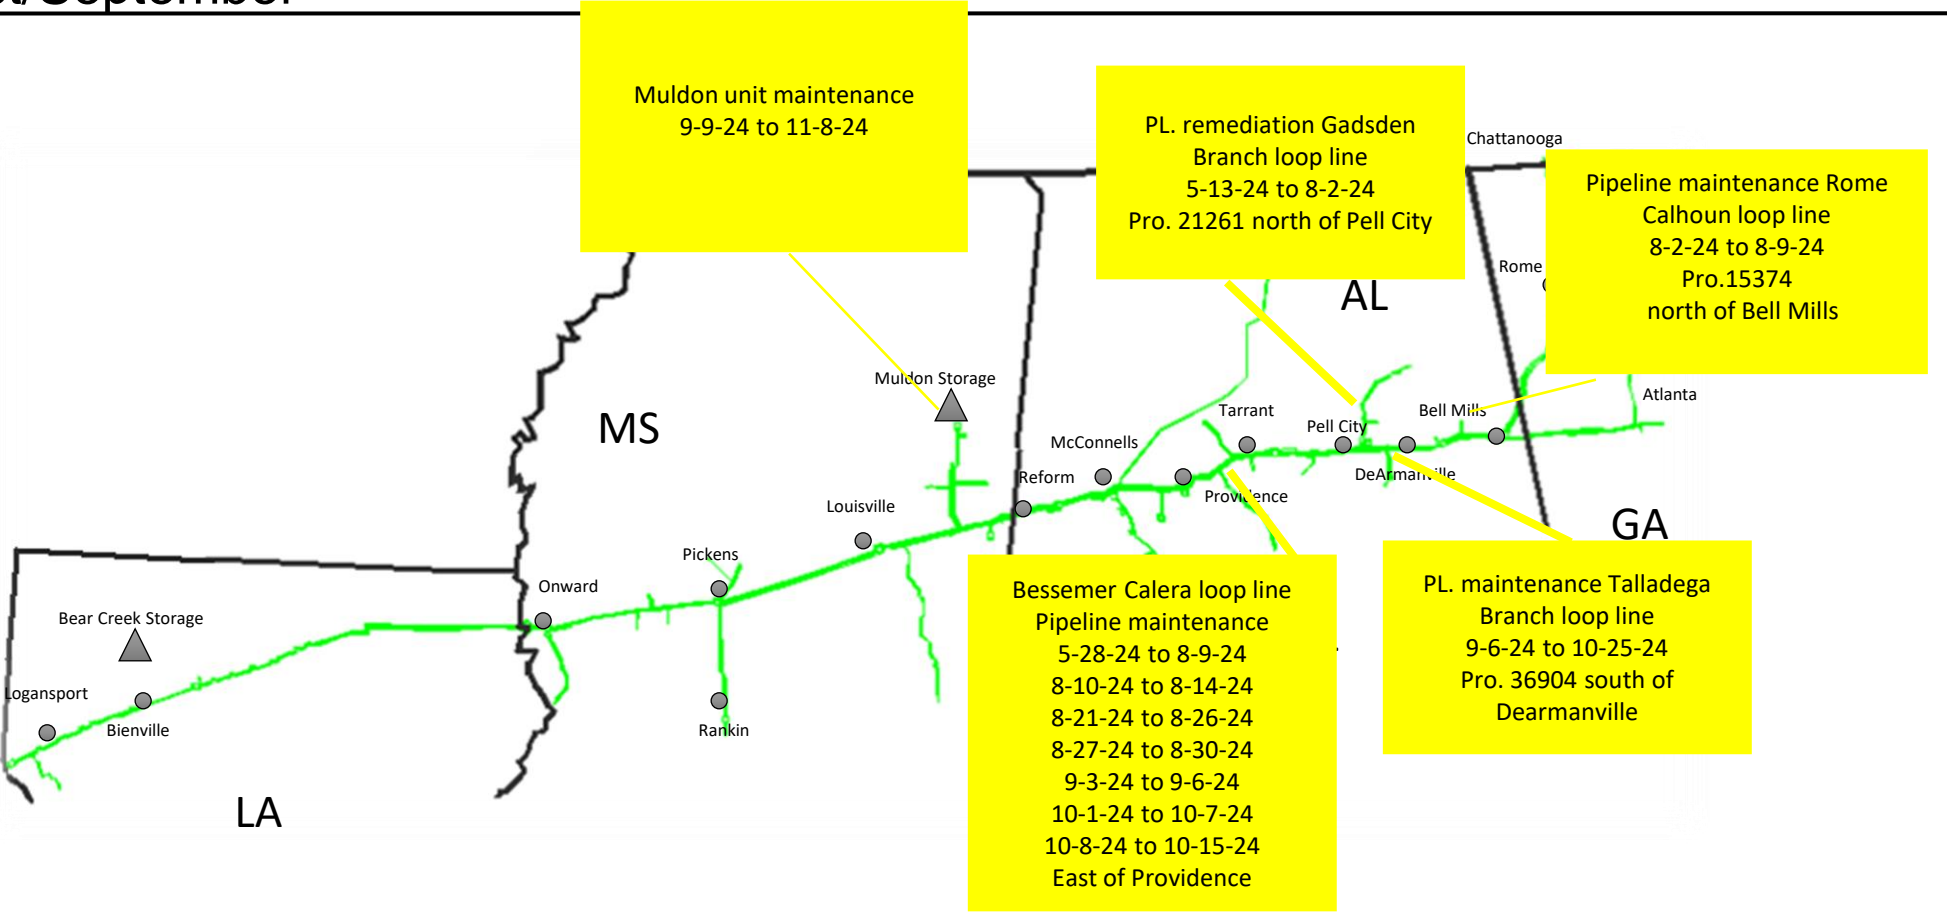 September
Muldon unit maintenance
9-9-24 to 11-8-24
PL. remediation Gadsden
Branch loop line
5-13-24 to 8-2-24
Pro. 21261 north of Pell City
Chattanooga
Pipeline maintenance Rome
Calhoun loop line
8-2-24 to 8-9-24
Pro.15374
north of Bell Mills
Rome
AL
Muldon Storage
MS
Atlanta
Tarrant
Bell Mills
Pell City
McConnells
DeArmanville
Reform
Providence
Louisville
GA
Pickens
Onward
Bear Creek Storage
Logansport
Bienville
Rankin
LA
Bessemer Calera loop line
Pipeline maintenance
5-28-24 to 8-9-24
8-10-24 to 8-14-24
8-21-24 to 8-26-24
8-27-24 to 8-30-24
9-3-24 to 9-6-24
10-1-24 to 10-7-24
10-8-24 to 10-15-24
East of Providence
PL. maintenance Talladega
Branch loop line
9-6-24 to 10-25-24
Pro. 36904 south of
Dearmanville